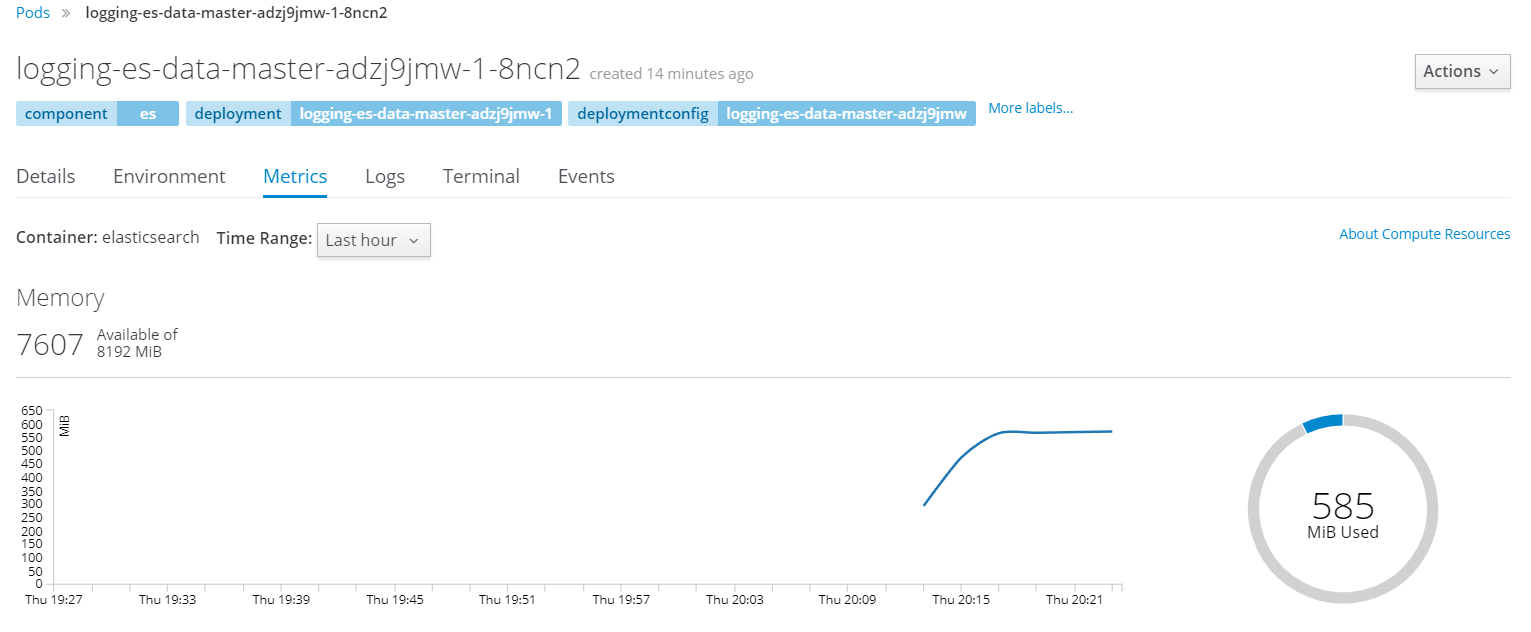 Pods » logging-es-data-master-adzj9jmw-1-8ncn2
logging-es-data-master-adzj9jmw-1-8ncn2 created 14 minutes ago
Actions
component es deployment logging-es-data-master-adzj9jmw-1 deploymentconfig logging-es-data-master-adzj9jmw More labels...
Details Environment Metrics Logs Terminal Events
Container: elasticsearch Time Range: Last hour About Compute Resources
Memory
7607 Available of
8192 MiB
650
600
550
500
450
400
350
300
250
200
150
100
50
0
MiB
Thu 19:27 Thu 19:33 Thu 19:39 Thu 19:45 Thu 19:51 Thu 19:57 Thu 20:03 Thu 20:09 Thu 20:15 Thu 20:21
585
MiB Used